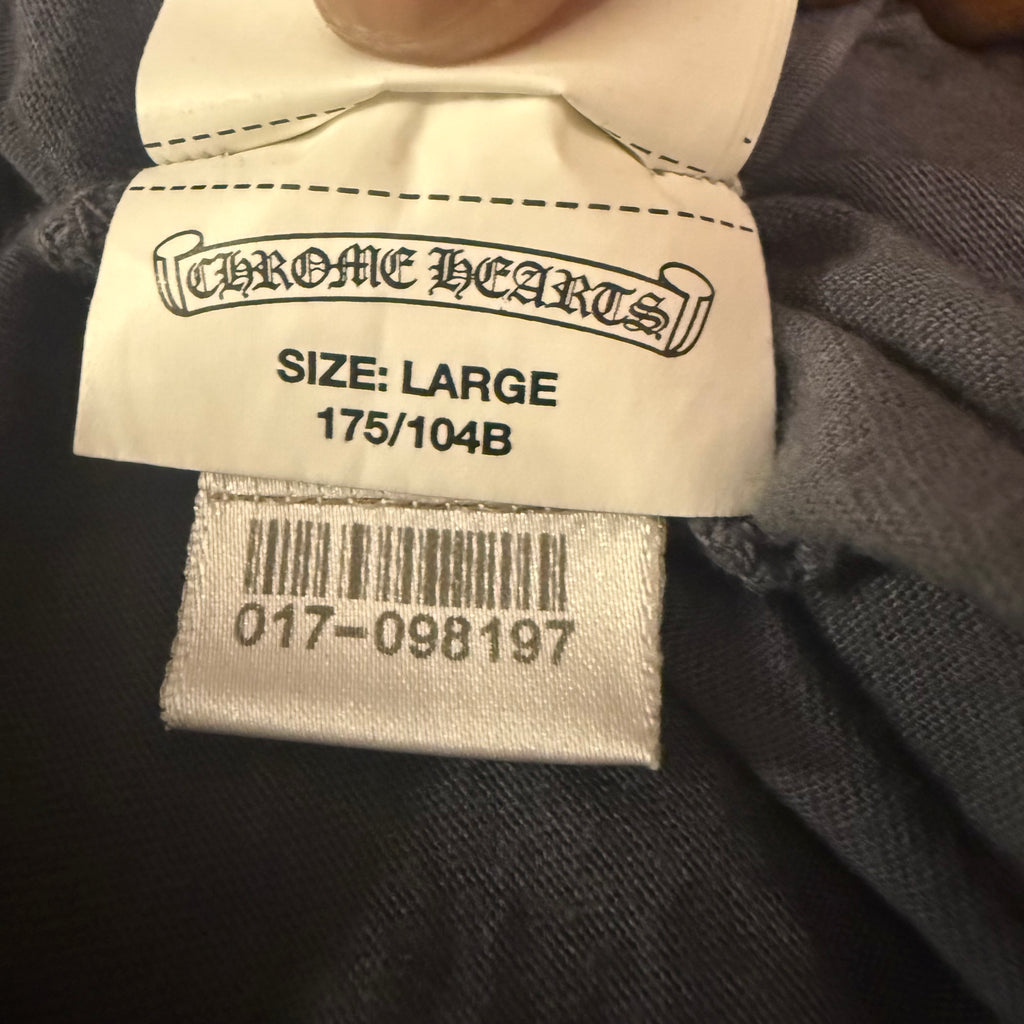 CHROME HEARTS
SIZE: LARGE
175/104B
017-098197